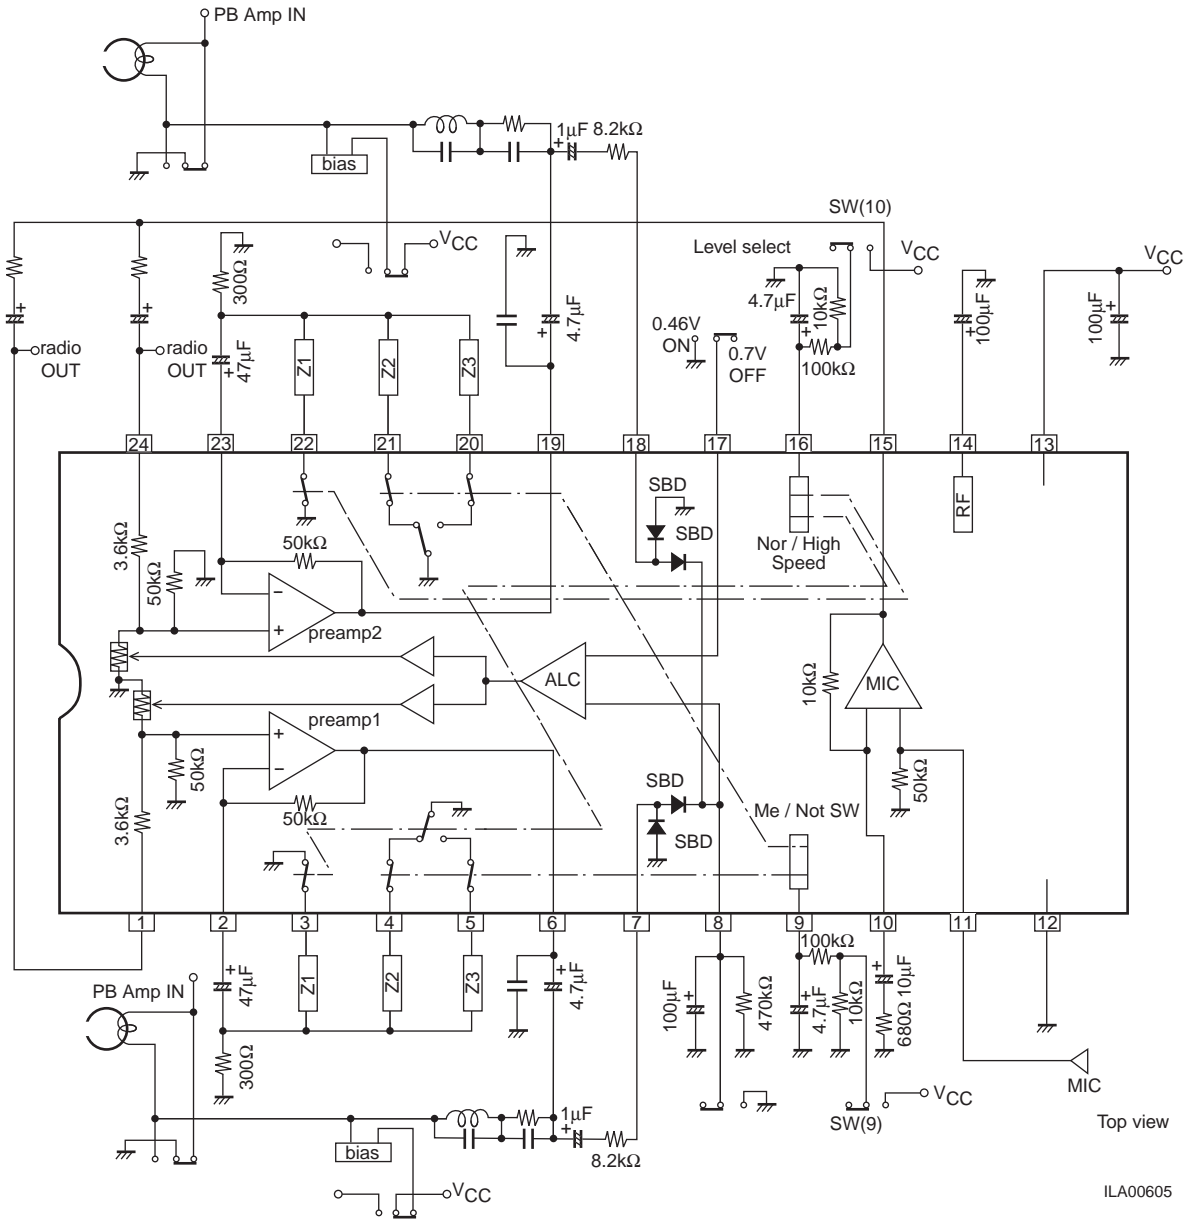 PB Amp IN
1µF 8.2kΩ
+
bias
SW(10)
Level select
VCC
VCC
VCC
300Ω
4.7µF
10kΩ
100µF
100µF
+
+
+
+
+
+
+
+
radio
OUT
radio
OUT
47µF
4.7µF
0.46V
ON
0.7V
OFF
100kΩ
Z1
Z2
Z3
24
23
22
21
20
19
18
17
16
15
14
13
SBD
SBD
RF
Nor / High
Speed
3.6kΩ
50kΩ
50kΩ
−
+
preamp2
ALC
MIC
10kΩ
preamp1
+
−
50kΩ
50kΩ
50kΩ
3.6kΩ
SBD
SBD
Me / Not SW
1
2
3
4
5
6
7
8
9
10
11
12
100kΩ
PB Amp IN
47µF
+
Z1
Z2
Z3
4.7µF
+
100µF
+
470kΩ
4.7µF
+
10kΩ
680Ω 10µF
+
300Ω
MIC
VCC
SW(9)
1µF
+
8.2kΩ
bias
VCC
Top view
ILA00605